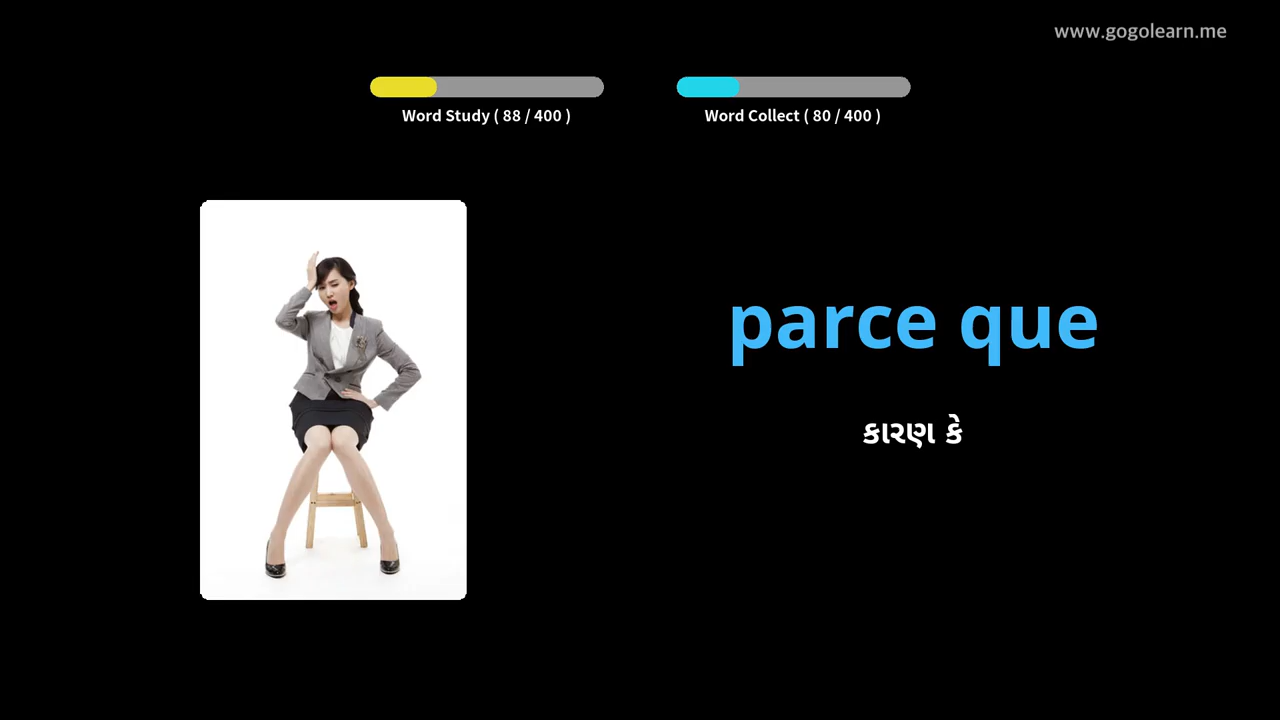 www.gogolearn.me
Word Study ( 88 / 400 )
Word Collect ( 80 / 400 )
parce que
કારણ કે